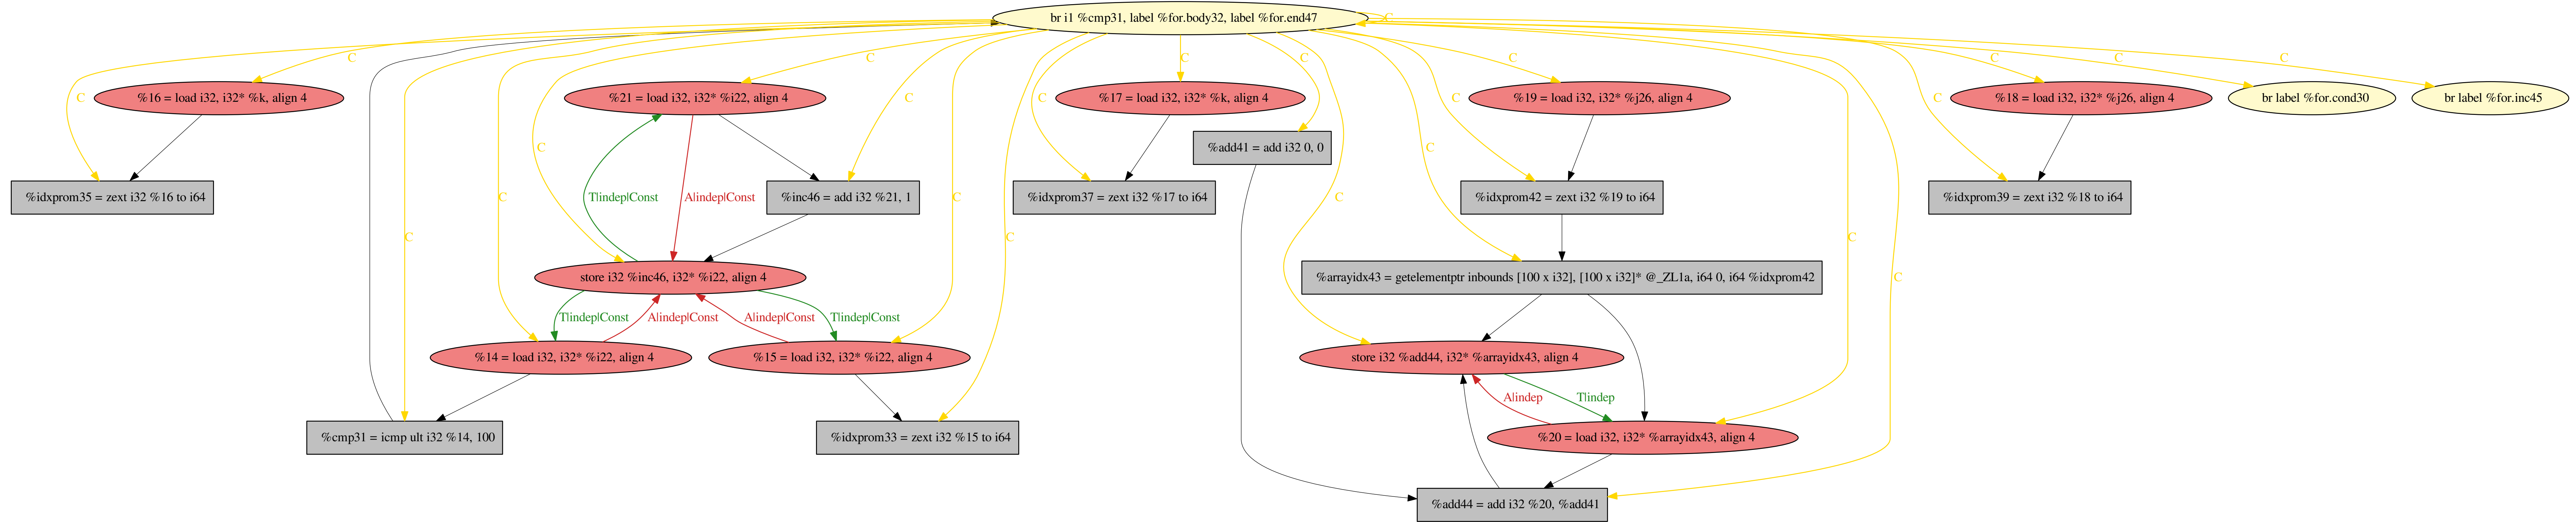 br i1 %cmp31, label %for.body32, label %for.end47
C
C
C
C
C
C
C
C
%16 = load i32, i32* %k, align 4
%21 = load i32, i32* %i22, align 4
%17 = load i32, i32* %k, align 4
%19 = load i32, i32* %j26, align 4
%18 = load i32, i32* %j26, align 4
br label %for.cond30
br label %for.inc45
C
C
C
C
C
C
%add41 = add i32 0, 0
%idxprom35 = zext i32 %16 to i64
TIindep|Const
AIindep|Const
%inc46 = add i32 %21, 1
%idxprom37 = zext i32 %17 to i64
%idxprom42 = zext i32 %19 to i64
%idxprom39 = zext i32 %18 to i64
C
C
C
C
C
C
C
C
store i32 %inc46, i32* %i22, align 4
%arrayidx43 = getelementptr inbounds [100 x i32], [100 x i32]* @_ZL1a, i64 0, i64 %idxprom42
C
T|indep|Const
A|indep|Const
A|indep|Const
T|indep|Const
%14 = load i32, i32* %i22, align 4
%15 = load i32, i32* %i22, align 4
store i32 %add44, i32* %arrayidx43, align 4
A|indep
T|indep
%cmp31 = icmp ult i32 %14, 100
%idxprom33 = zext i32 %15 to i64
%20 = load i32, i32* %arrayidx43, align 4
%add44 = add i32 %20, %add41